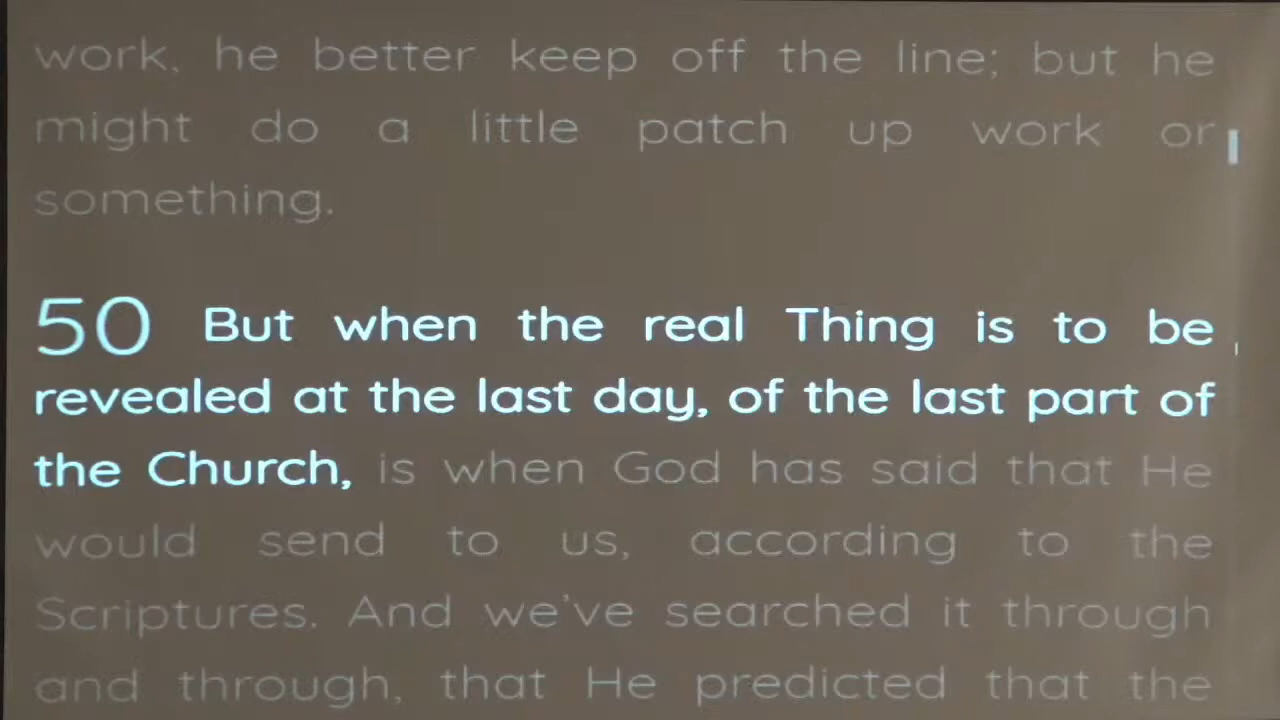 work, he better keep off the line; but he
might do a little patch up work or
something.
50 But when the real Thing is to be
revealed at the last day, of the last part of
the Church, is when God has said that He
would send to us, according to the
Scriptures. And we've searched it through
and through, that He predicted that the